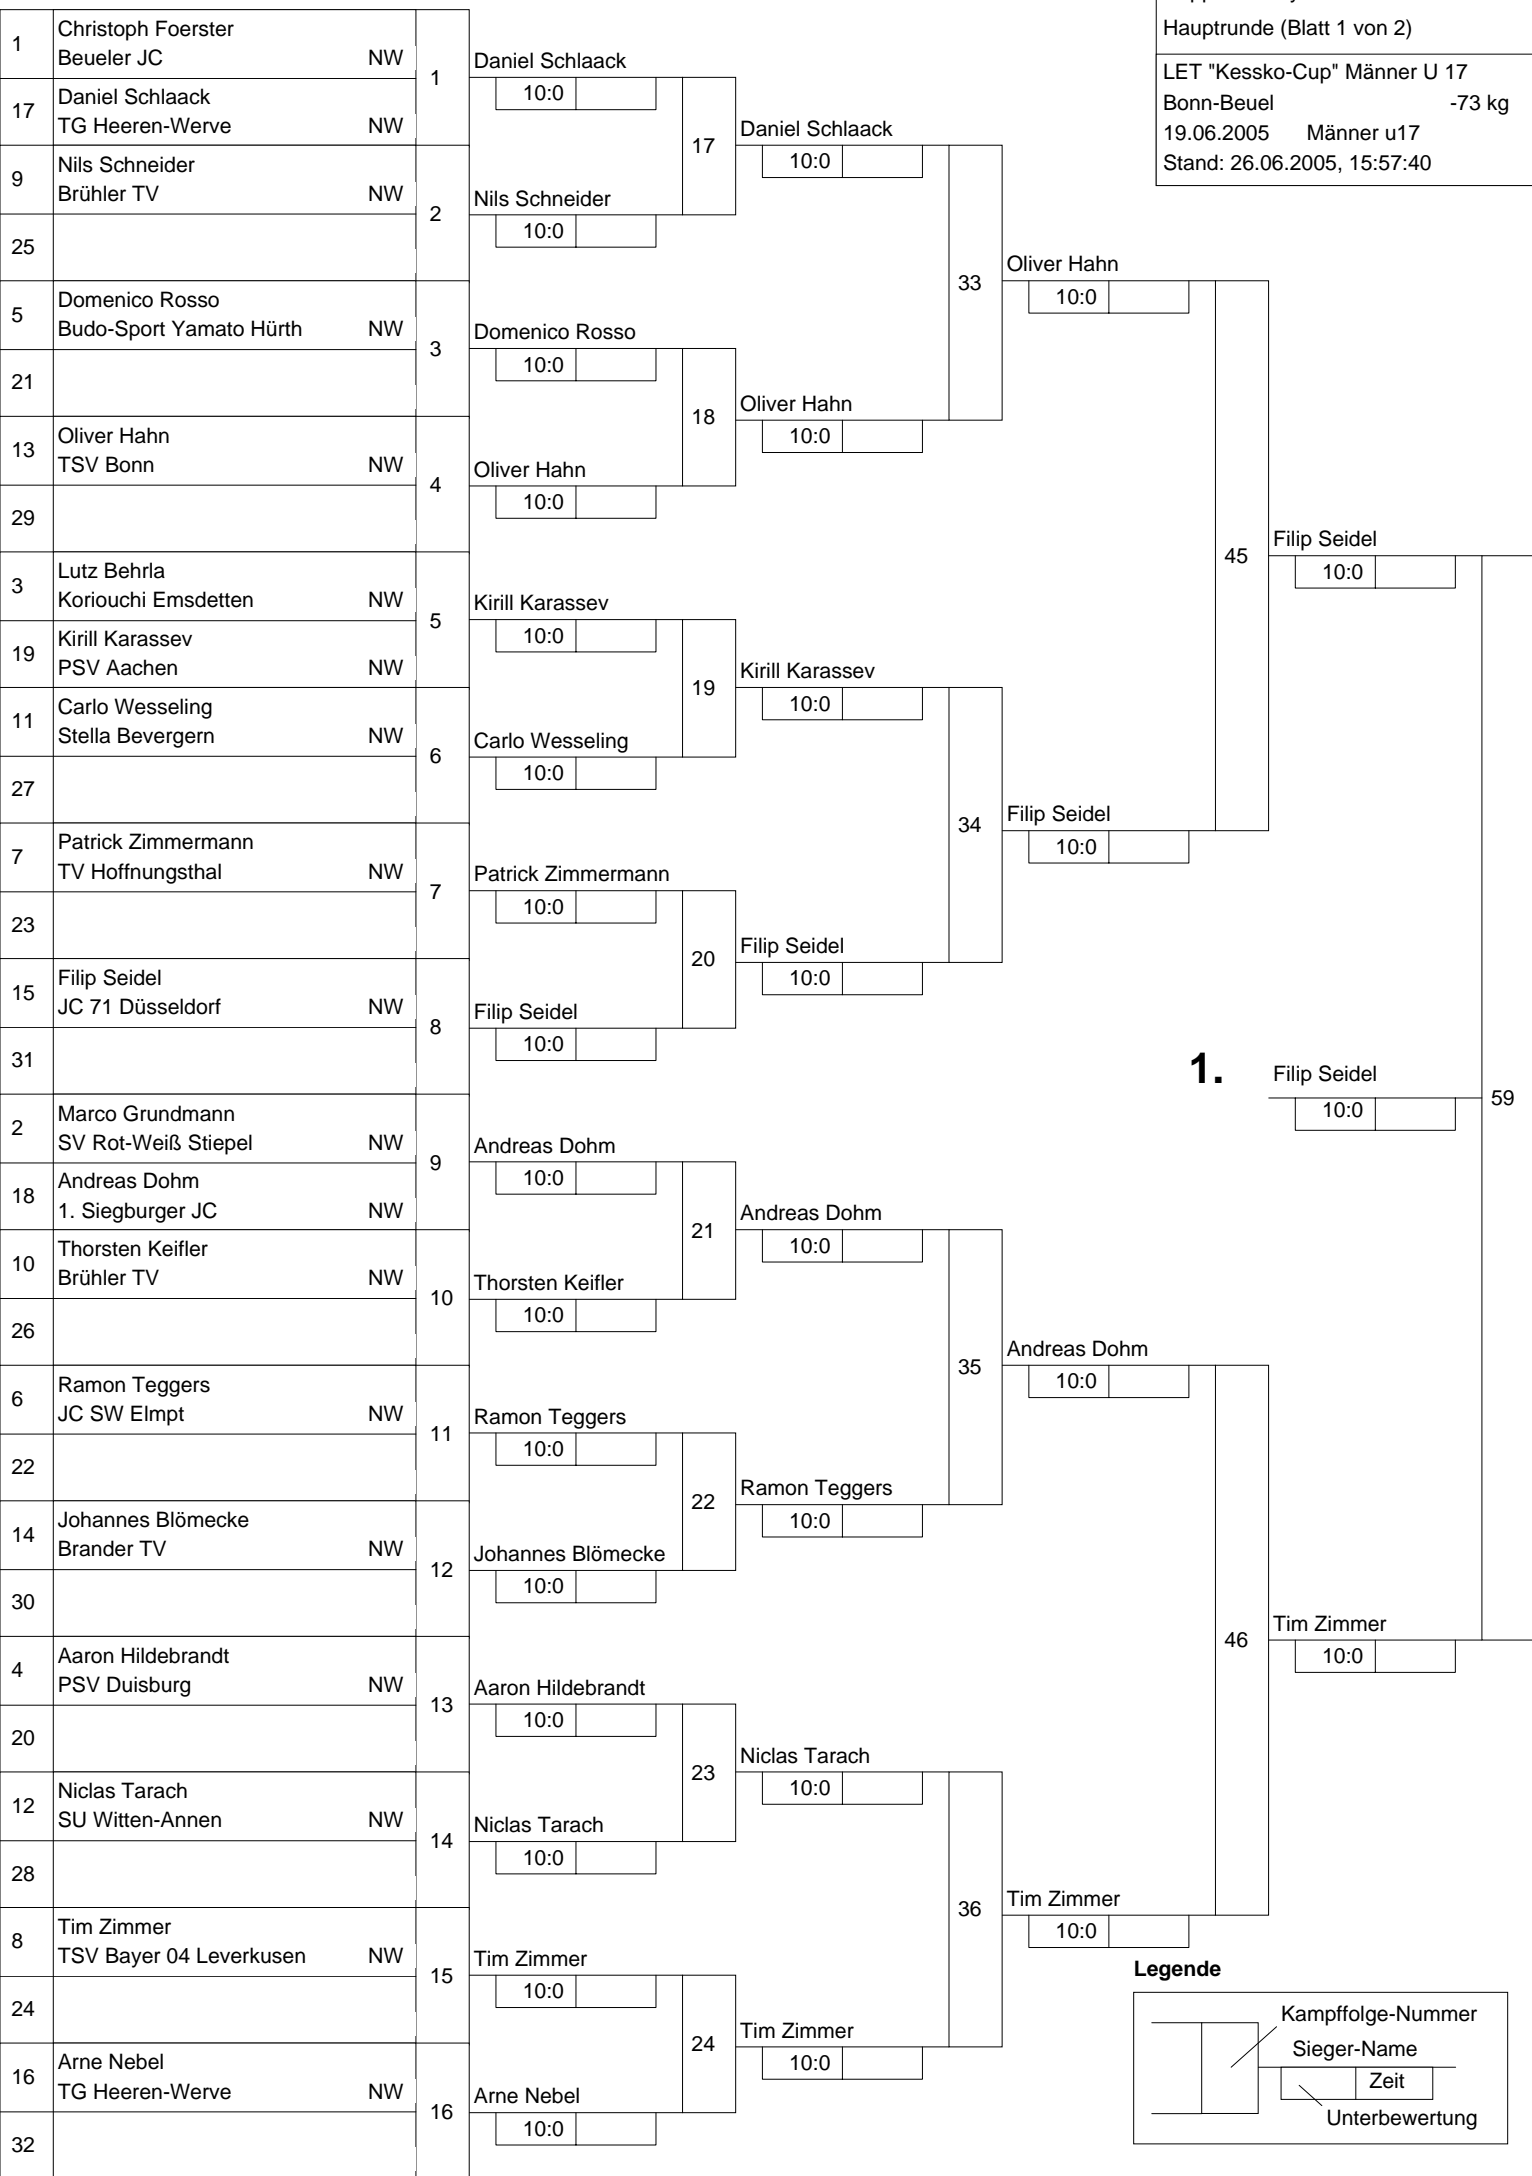 Hauptrunde (Blatt 1 von 2)
LET "Kessko-Cup" Männer U 17
Bonn-Beuel -73 kg
19.06.2005 Männer u17
Stand: 26.06.2005, 15:57:40
1 Christoph Foerster
Beueler JC NW
1
17 Daniel Schlaack
TG Heeren-Werve NW
9 Nils Schneider
Brühler TV NW
2
25
5 Domenico Rosso
Budo-Sport Yamato Hürth NW
3
21
13 Oliver Hahn
TSV Bonn NW
4
29
3 Lutz Behrla
Koriouchi Emsdetten NW
5
19 Kirill Karassev
PSV Aachen NW
11 Carlo Wesseling
Stella Bevergern NW
6
27
7 Patrick Zimmermann
TV Hoffnungsthal NW
7
23
15 Filip Seidel
JC 71 Düsseldorf NW
8
31
2 Marco Grundmann
SV Rot-Weiß Stiepel NW
9
18 Andreas Dohm
1. Siegburger JC NW
10 Thorsten Keifler
Brühler TV NW
10
26
6 Ramon Teggers
JC SW Elmpt NW
11
22
14 Johannes Blömecke
Brander TV NW
12
30
4 Aaron Hildebrandt
PSV Duisburg NW
13
20
12 Niclas Tarach
SU Witten-Annen NW
14
28
8 Tim Zimmer
TSV Bayer 04 Leverkusen NW
15
24
16 Arne Nebel
TG Heeren-Werve NW
16
32
Daniel Schlaack
10:0
17
Nils Schneider
10:0
Domenico Rosso
10:0
18
Oliver Hahn
10:0
Kirill Karassev
10:0
19
Carlo Wesseling
10:0
Patrick Zimmermann
10:0
20
Filip Seidel
10:0
Andreas Dohm
10:0
21
Thorsten Keifler
10:0
Ramon Teggers
10:0
22
Johannes Blömecke
10:0
Aaron Hildebrandt
10:0
23
Niclas Tarach
10:0
Tim Zimmer
10:0
24
Arne Nebel
10:0
Daniel Schlaack
10:0
33
Oliver Hahn
10:0
Kirill Karassev
10:0
34
Filip Seidel
10:0
Andreas Dohm
10:0
35
Ramon Teggers
10:0
Niclas Tarach
10:0
36
Tim Zimmer
10:0
Oliver Hahn
10:0
45
Filip Seidel
10:0
Andreas Dohm
10:0
46
Tim Zimmer
10:0
Filip Seidel
10:0
1. Filip Seidel
10:0
59
Tim Zimmer
10:0
Legende
Kampffolge-Nummer
Sieger-Name
Zeit
Unterbewertung